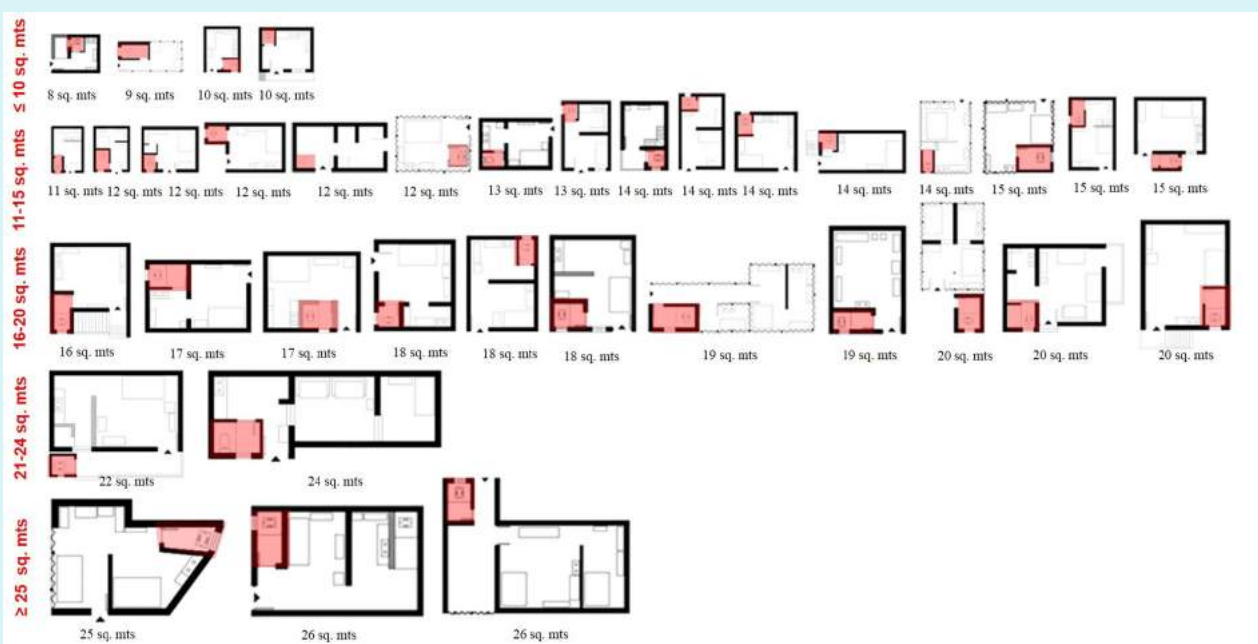 ≤ 10 sq. mts
8 sq. mts
9 sq. mts
10 sq. mts
10 sq. mts
11-15 sq. mts
11 sq. mts
12 sq. mts
12 sq. mts
12 sq. mts
12 sq. mts
12 sq. mts
13 sq. mts
13 sq. mts
14 sq. mts
14 sq. mts
14 sq. mts
14 sq. mts
14 sq. mts
15 sq. mts
15 sq. mts
15 sq. mts
16-20 sq. mts
16 sq. mts
17 sq. mts
17 sq. mts
18 sq. mts
18 sq. mts
18 sq. mts
19 sq. mts
19 sq. mts
20 sq. mts
20 sq. mts
20 sq. mts
21-24 sq. mts
22 sq. mts
24 sq. mts
≥ 25 sq. mts
25 sq. mts
26 sq. mts
26 sq. mts